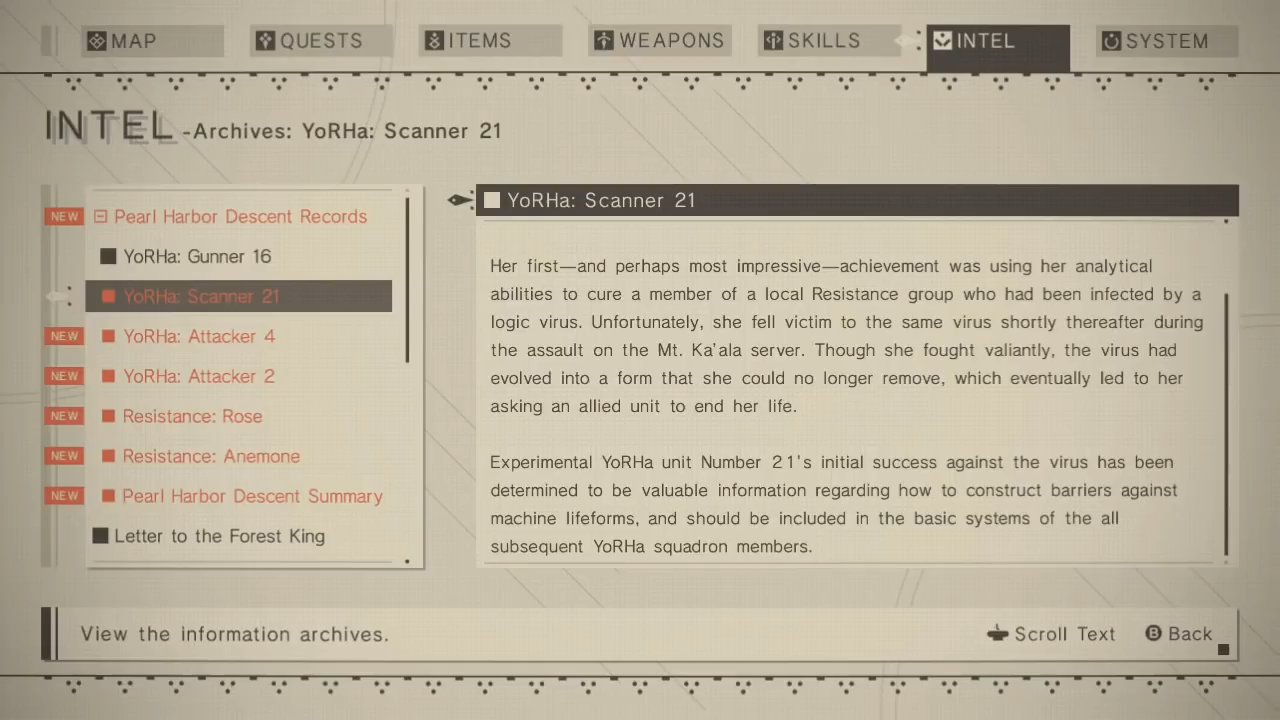 MAP
QUESTS
ITEMS
WEAPONS
SKILLS
INTEL
SYSTEM
INTEL -Archives: YoRHa: Scanner 21
NEW Pearl Harbor Descent Records
YoRHa: Gunner 16
YoRHa: Scanner 21
NEW YoRHa: Attacker 4
NEW YoRHa: Attacker 2
NEW Resistance: Rose
NEW Resistance: Anemone
NEW Pearl Harbor Descent Summary
Letter to the Forest King
YoRHa: Scanner 21
Her first—and perhaps most impressive—achievement was using her analytical
abilities to cure a member of a local Resistance group who had been infected by a
logic virus. Unfortunately, she fell victim to the same virus shortly thereafter during
the assault on the Mt. Ka'ala server. Though she fought valiantly, the virus had
evolved into a form that she could no longer remove, which eventually led to her
asking an allied unit to end her life.
Experimental YoRHa unit Number 21's initial success against the virus has been
determined to be valuable information regarding how to construct barriers against
machine lifeforms, and should be included in the basic systems of the all
subsequent YoRHa squadron members.
View the information archives.
Scroll Text
B Back